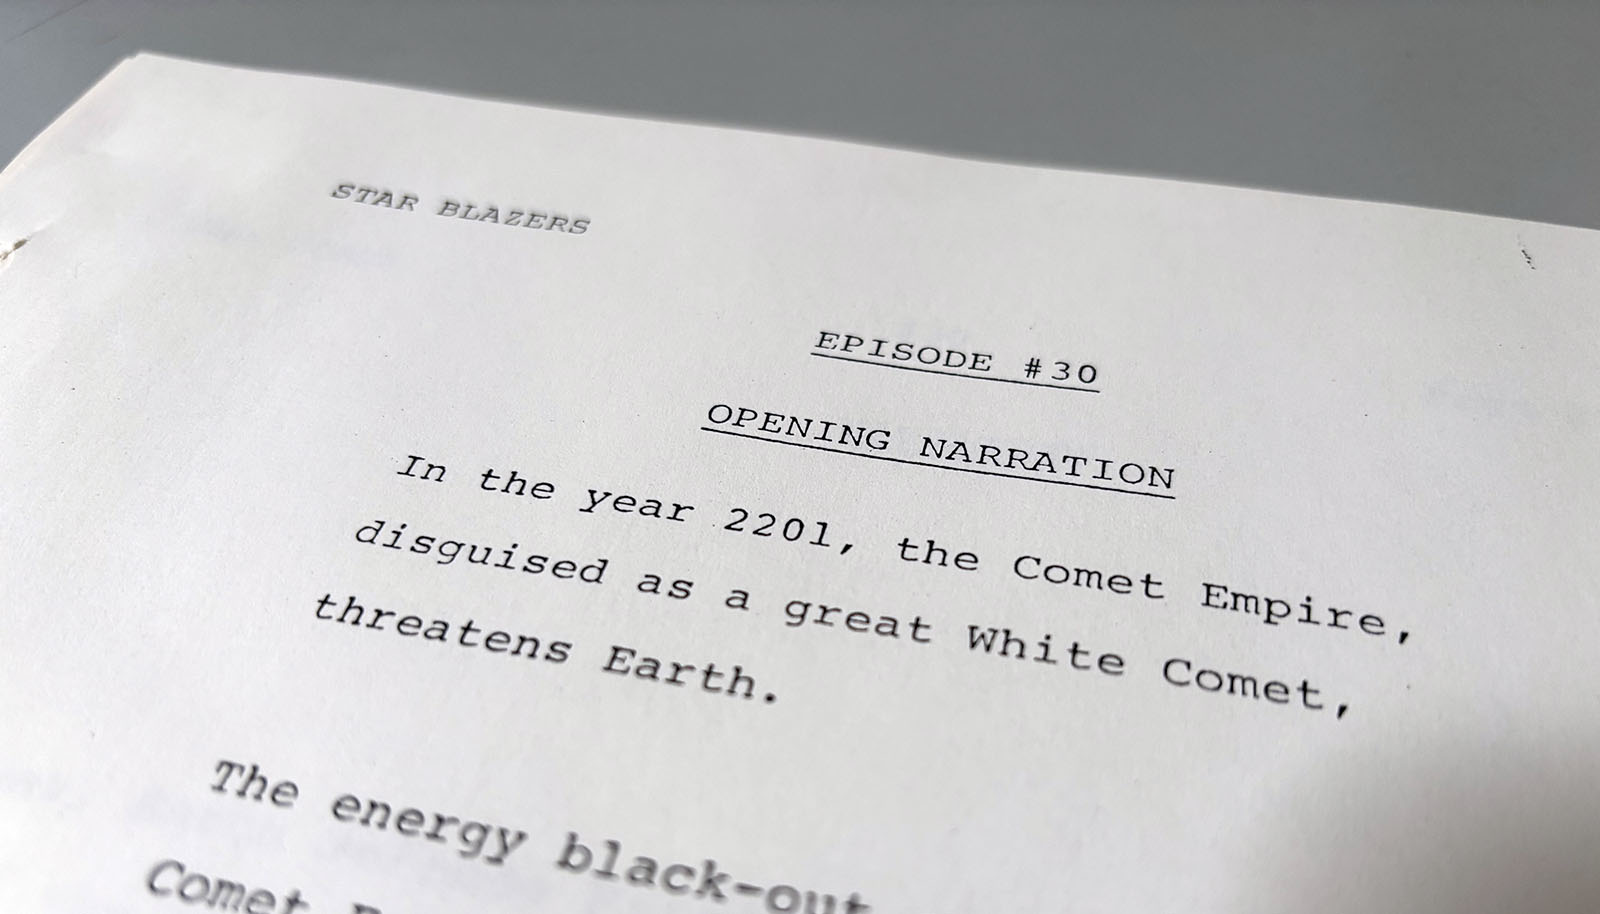 STAR BLAZERS
EPISODE #30
OPENING NARRATION
In the year 2201, the Comet Empire,
disguised as a great White Comet,
threatens Earth.
The energy black-out
Comet